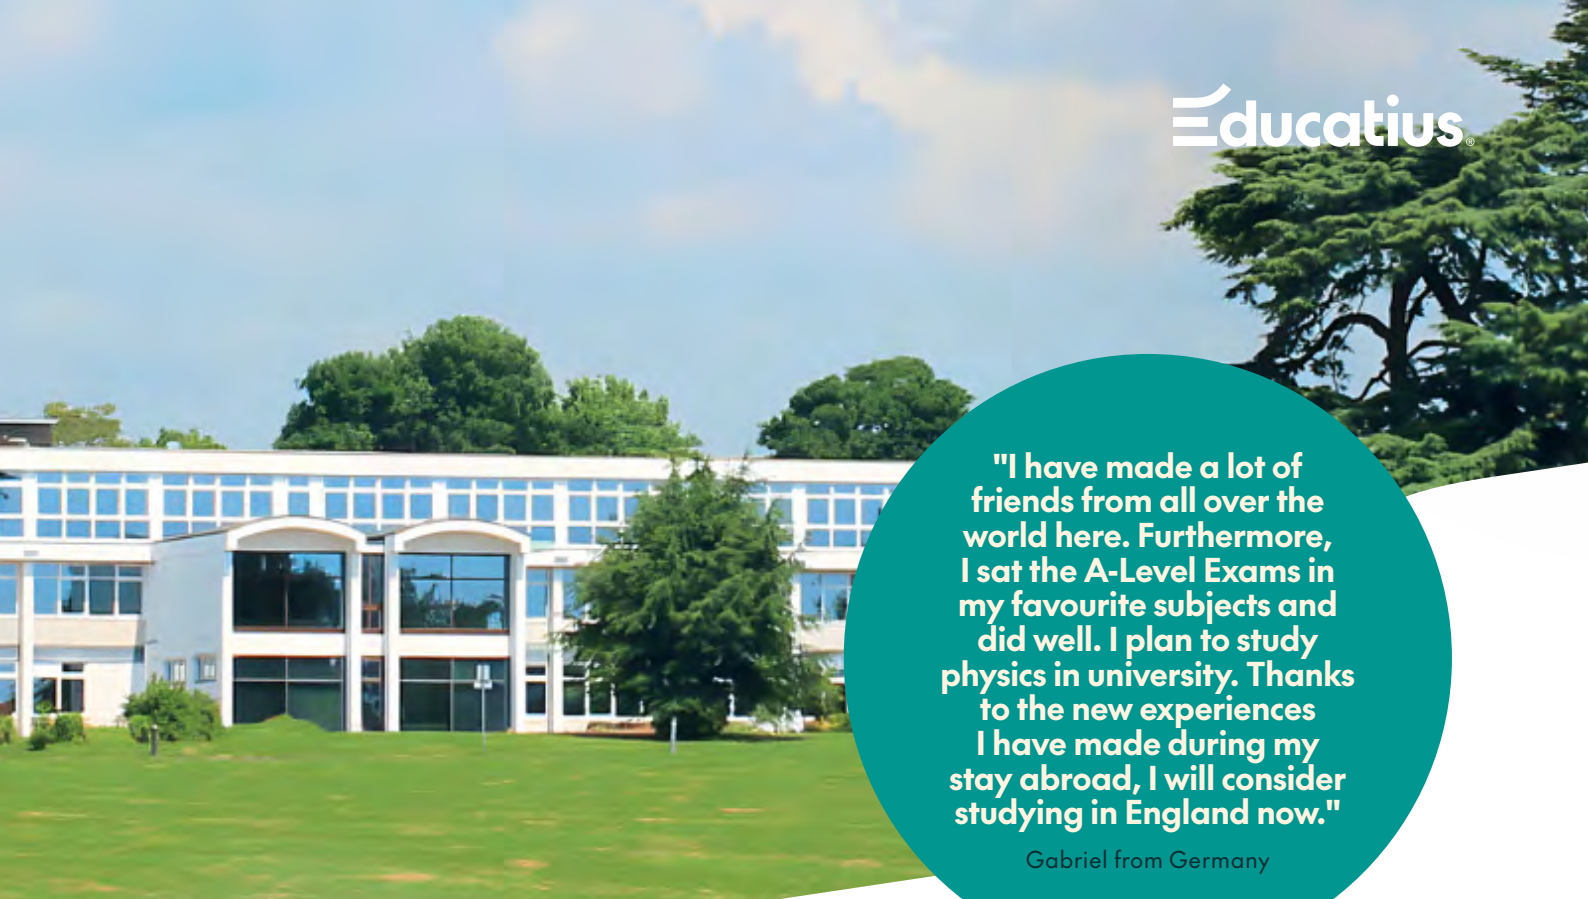 Educatius®
"I have made a lot of
friends from all over the
world here. Furthermore,
I sat the A-Level Exams in
my favourite subjects and
did well. I plan to study
physics in university. Thanks
to the new experiences
I have made during my
stay abroad, I will consider
studying in England now."
Gabriel from Germany